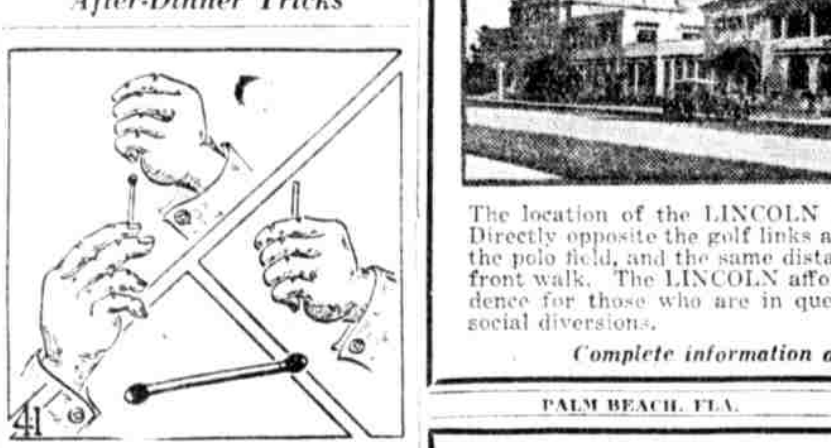 After-Dinner Tricks
41
The location of the LINCOLN
Directly opposite the golf links a
the polo field, and the same dista
front walk. The LINCOLN affo
dence for those who are in que
social diversions.
Complete information a
PALM BEACH, FLA.